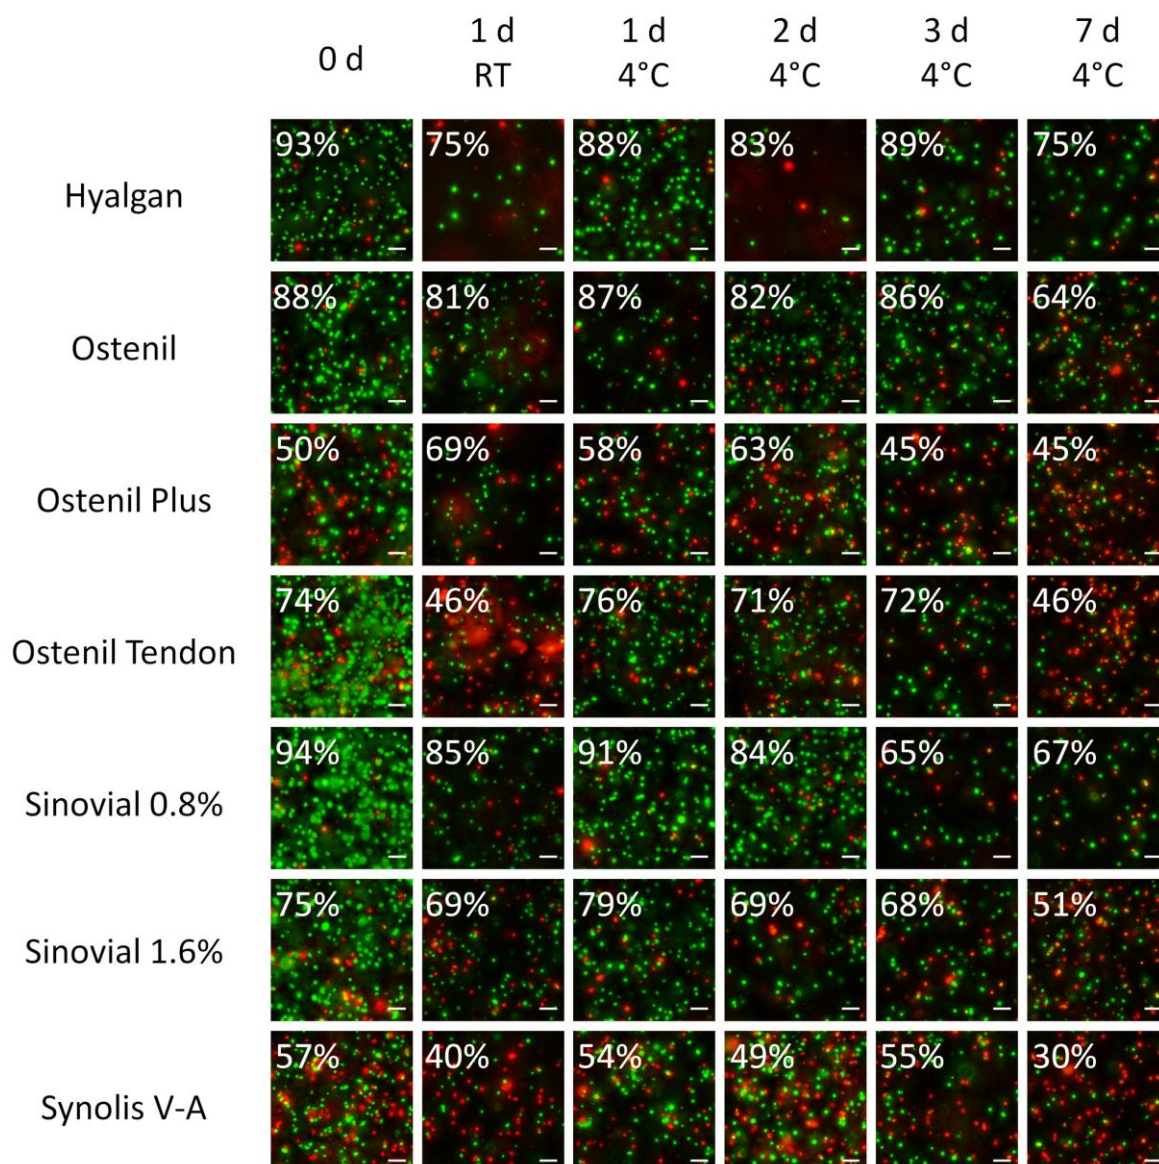 0 d
1 d
RT
1 d
4°C
2 d
4°C
3 d
4°C
7 d
4°C
Hyalgan
93% 75% 88% 83% 89% 75%
Ostenil
88% 81% 87% 82% 86% 64%
Ostenil Plus
50% 69% 58% 63% 45% 45%
Ostenil Tendon
74% 46% 76% 71% 72% 46%
Sinovial 0.8%
94% 85% 91% 84% 65% 67%
Sinovial 1.6%
75% 69% 79% 69% 68% 51%
Synolis V-A
57% 40% 54% 49% 55% 30%